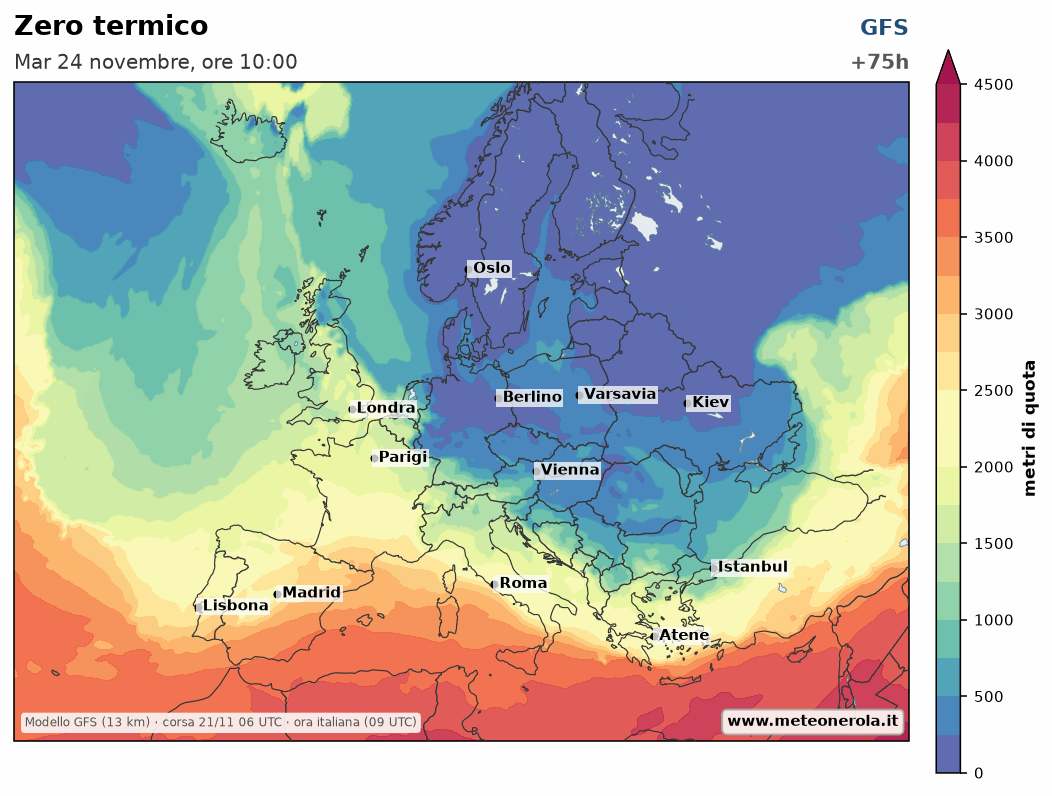 Zero termico
GFS
Mar 24 novembre, ore 10:00
+75h
4500
4000
3500
3000
2500
2000
1500
1000
500
0
metri di quota
Oslo
Londra
Berlino
Varsavia
Kiev
Parigi
Vienna
Istanbul
Roma
Madrid
Lisbona
Atene
Modello GFS (13 km) · corsa 21/11 06 UTC · ora italiana (09 UTC)
www.meteonerola.it